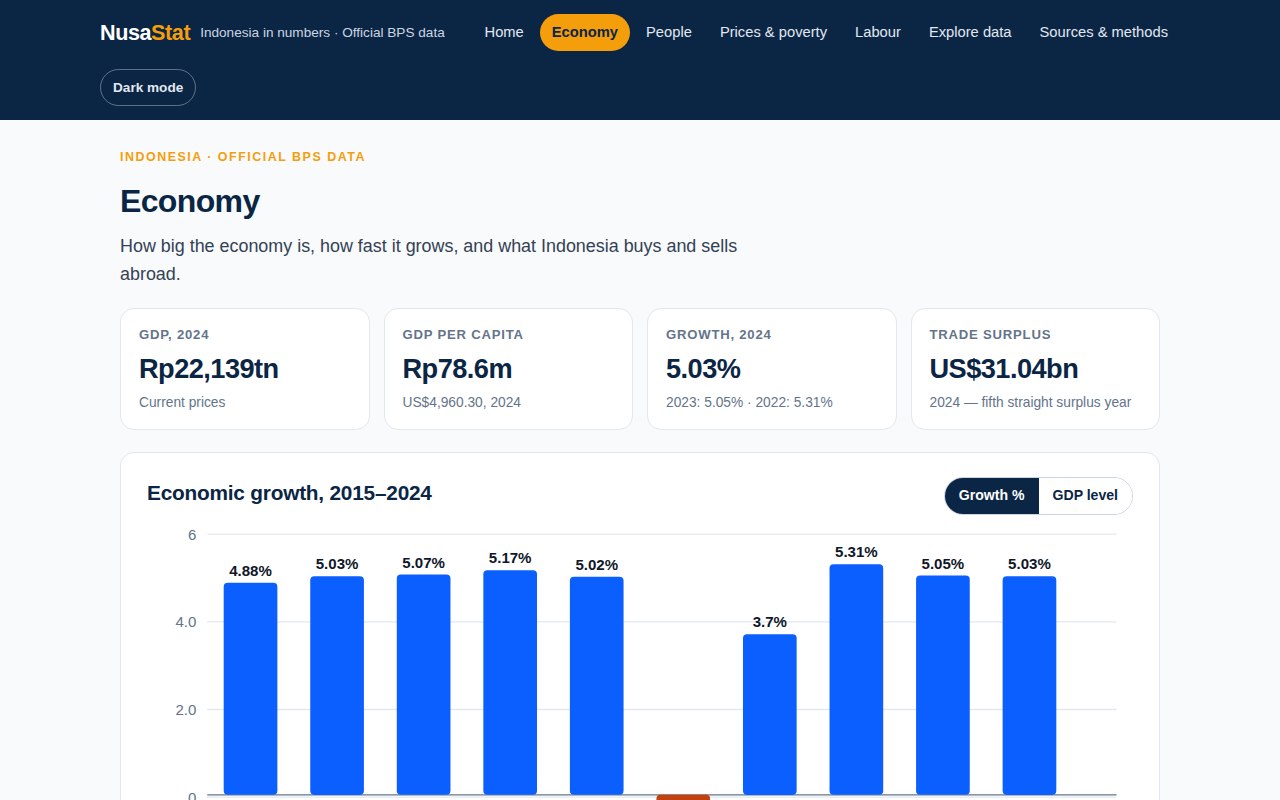 NusaStat Indonesia in numbers · Official BPS data Home Economy People Prices & poverty Labour Explore data Sources & methods
Dark mode
INDONESIA · OFFICIAL BPS DATA
Economy
How big the economy is, how fast it grows, and what Indonesia buys and sells
abroad.
GDP, 2024
Rp22,139tn
Current prices
GDP PER CAPITA
Rp78.6m
US$4,960.30, 2024
GROWTH, 2024
5.03%
2023: 5.05% · 2022: 5.31%
TRADE SURPLUS
US$31.04bn
2024 — fifth straight surplus year
Economic growth, 2015–2024
Growth % GDP level
6
4.88% 5.03% 5.07% 5.17% 5.02% 3.7% 5.31% 5.05% 5.03%
4.0
2.0
0